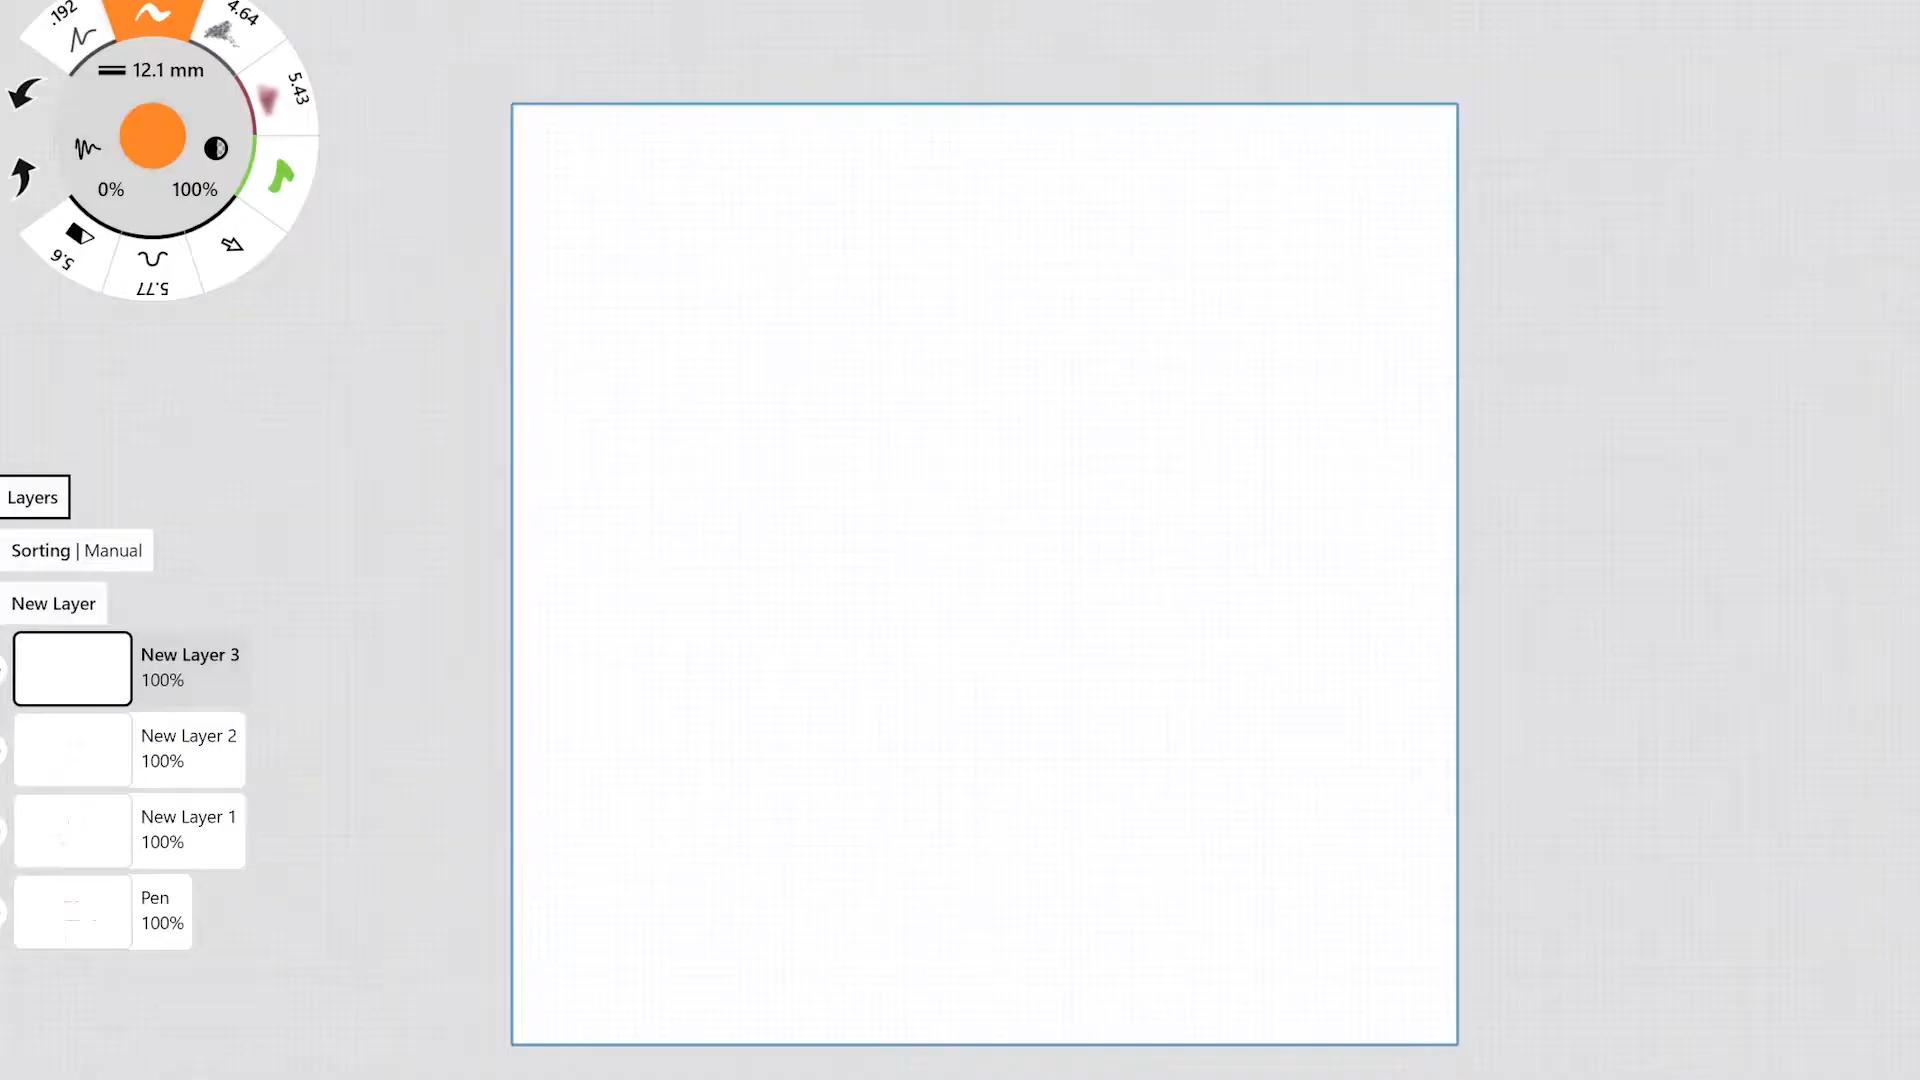 .192
4.64
12.1 mm
5.43
0%
100%
5.6
5.77
Layers
Sorting | Manual
New Layer
New Layer 3
100%
New Layer 2
100%
New Layer 1
100%
Pen
100%